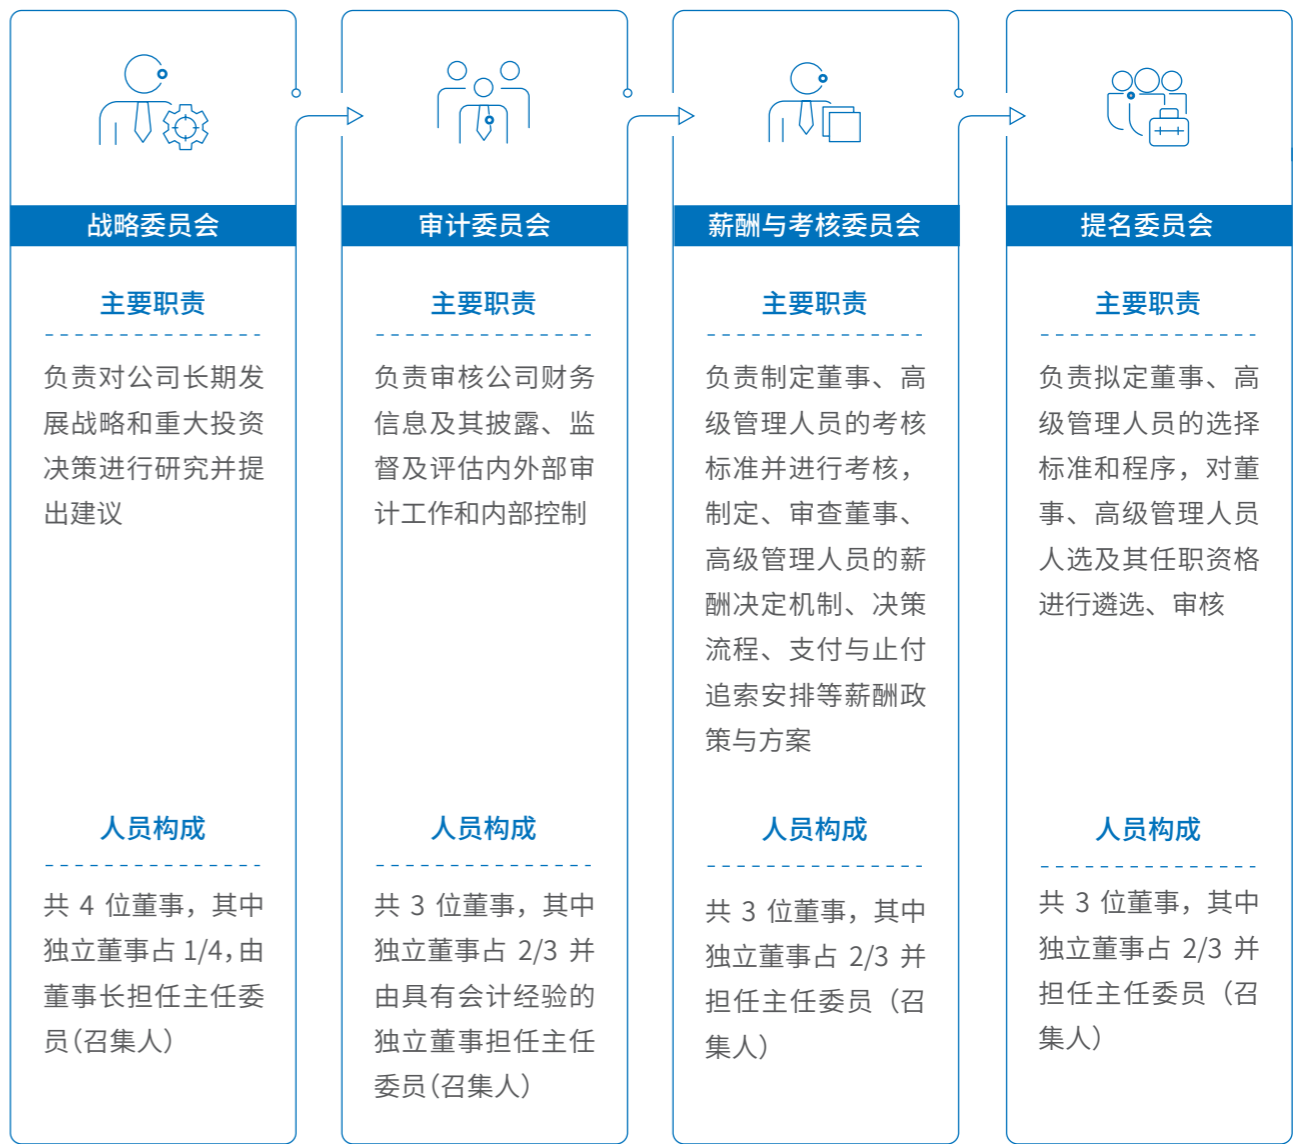 战略委员会
主要职责
负责对公司长期发
展战略和重大投资
决策进行研究并提
出建议
人员构成
共 4 位董事，其中
独立董事占 1/4，由
董事长担任主任委
员（召集人）
审计委员会
主要职责
负责审核公司财务
信息及其披露、监
督及评估内外部审
计工作和内部控制
人员构成
共 3 位董事，其中
独立董事占 2/3 并
由具有会计经验的
独立董事担任主任
委员（召集人）
薪酬与考核委员会
主要职责
负责制定董事、高
级管理人员的考核
标准并进行考核，
制定、审查董事、
高级管理人员的薪
酬决定机制、决策
流程、支付与止付
追索安排等薪酬政
策与方案
人员构成
共 3 位董事，其中
独立董事占 2/3 并
担任主任委员（召
集人）
提名委员会
主要职责
负责拟定董事、高
级管理人员的选择
标准和程序，对董
事、高级管理人员
人选及其任职资格
进行遴选、审核
人员构成
共 3 位董事，其中
独立董事占 2/3 并
担任主任委员（召
集人）